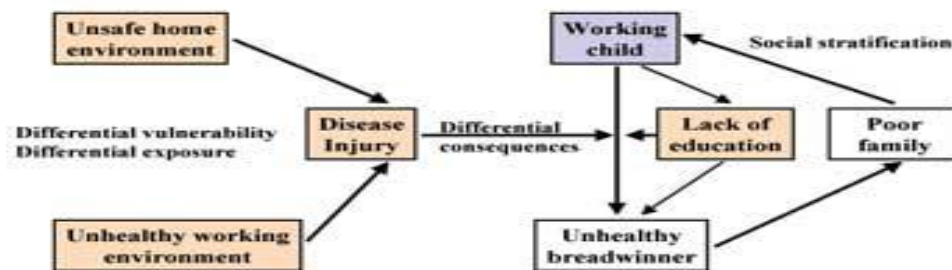 Unsafe home
environment
Working
child
Social stratification
Differential vulnerability
Differential exposure
Disease
Injury
Differential
consequences
Lack of
education
Poor
family
Unhealthy working
environment
Unhealthy
breadwinner